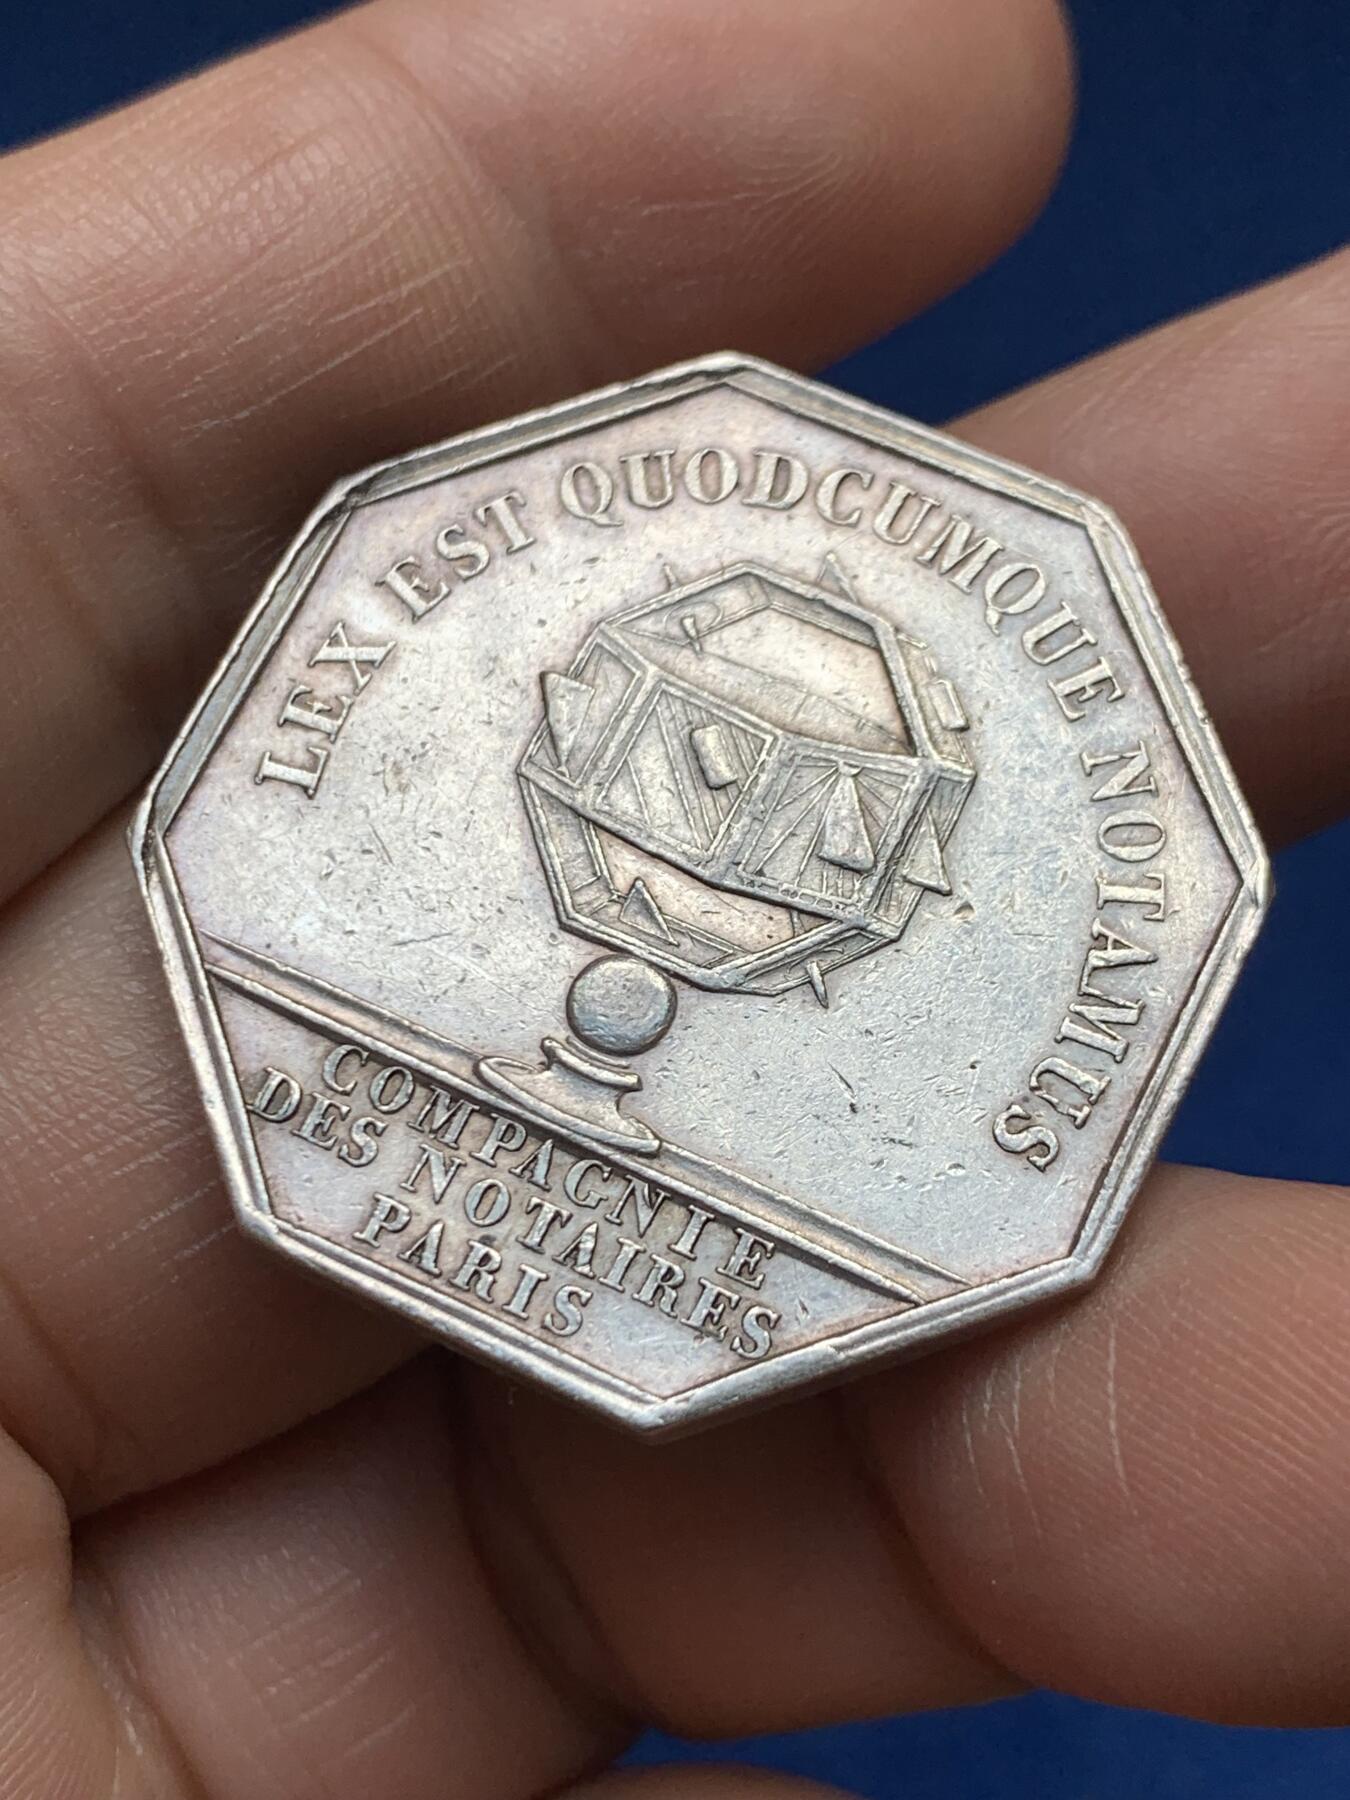 LEX EST QUODCUMQUE NOTAMUS
COMPAGNIE
DES NOTAIRES
PARIS